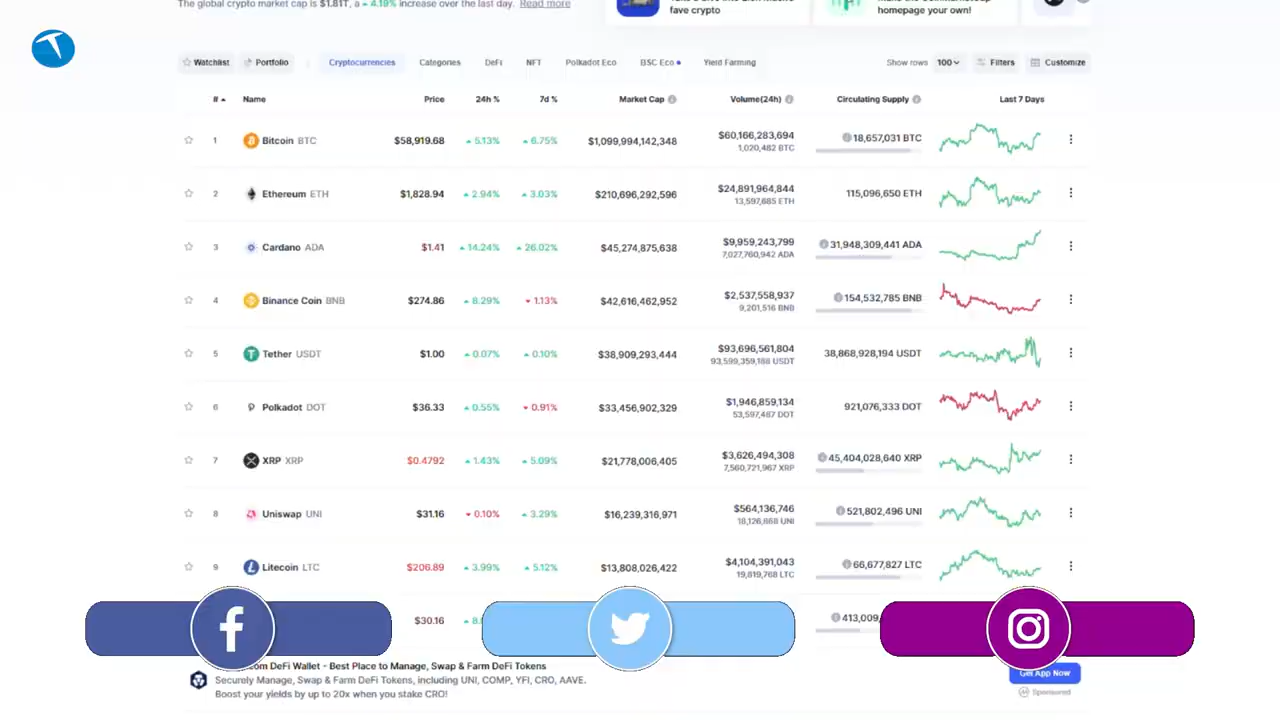 The global crypto market cap is $1.81T, a 4.19% increase over the last day. Read more
fave crypto
homepage your own!
Watchlist Portfolio Cryptocurrencies Categories DeFi NFT Polkadot Eco BSC Eco Yield Farming Show rows 100 Filters Customize
# Name Price 24h % 7d % Market Cap Volume(24h) Circulating Supply Last 7 Days
1 Bitcoin BTC $58,919.68 5.13% 6.75% $1,099,994,142,348 $60,166,283,694 18,657,031 BTC
1,020,482 BTC
2 Ethereum ETH $1,828.94 2.94% 3.03% $210,696,292,596 $24,891,964,844 115,096,650 ETH
13,597,685 ETH
3 Cardano ADA $1.41 14.24% 26.02% $45,274,875,638 $9,959,243,799 31,948,309,441 ADA
7,027,760,942 ADA
4 Binance Coin BNB $274.86 8.29% 1.13% $42,616,462,952 $2,537,558,937 154,532,785 BNB
9,201,516 BNB
5 Tether USDT $1.00 0.07% 0.10% $38,909,293,444 $93,696,561,804 38,868,928,194 USDT
93,599,359,188 USDT
6 Polkadot DOT $36.33 0.55% 0.91% $33,456,902,329 $1,946,859,134 921,076,333 DOT
53,597,487 DOT
7 XRP XRP $0.4792 1.43% 5.09% $21,778,006,405 $3,626,494,308 45,404,028,640 XRP
7,560,721,967 XRP
8 Uniswap UNI $31.16 0.10% 3.29% $16,239,316,971 $564,136,746 521,802,496 UNI
18,126,668 UNI
9 Litecoin LTC $206.89 3.99% 5.12% $13,808,026,422 $4,104,391,043 66,677,827 LTC
19,819,768 LTC
$30.16 413,009,
DeFi Wallet - Best Place to Manage, Swap & Farm DeFi Tokens
Securely Manage, Swap & Farm DeFi Tokens, including UNI, COMP, YFI, CRO, AAVE.
Boost your yields by up to 20x when you stake CRO!
Get App Now
Sponsored